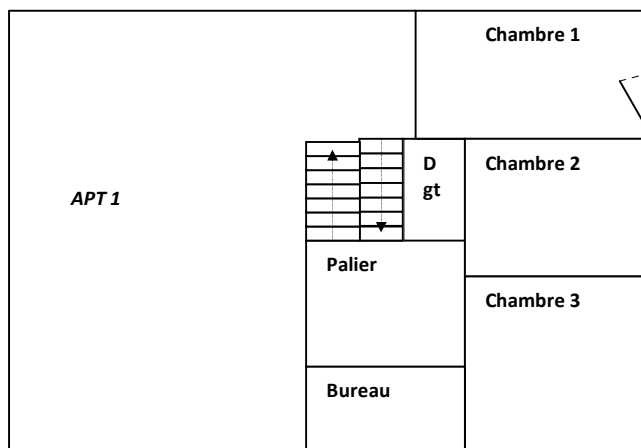 Chambre 1
D
gt
Chambre 2
APT 1
Palier
Chambre 3
Bureau